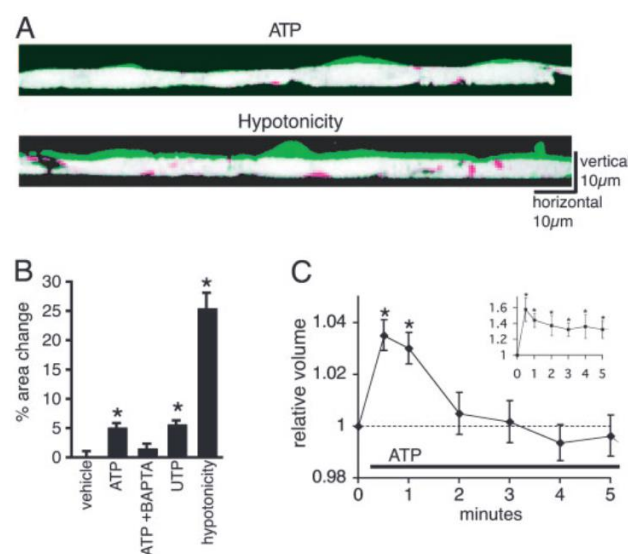 A
ATP
Hypotonicity
vertical
10µm
horizontal
10µm
B
% area change
30
25
20
15
10
5
0
*
*
*
vehicle
ATP
ATP +BAPTA
UTP
hypotonicity
C
relative volume
1.04
1.02
1
0.98
* *
ATP
0 1 2 3 4 5
minutes
1.6
1.4
1.2
1
* * * * * *
0 1 2 3 4 5